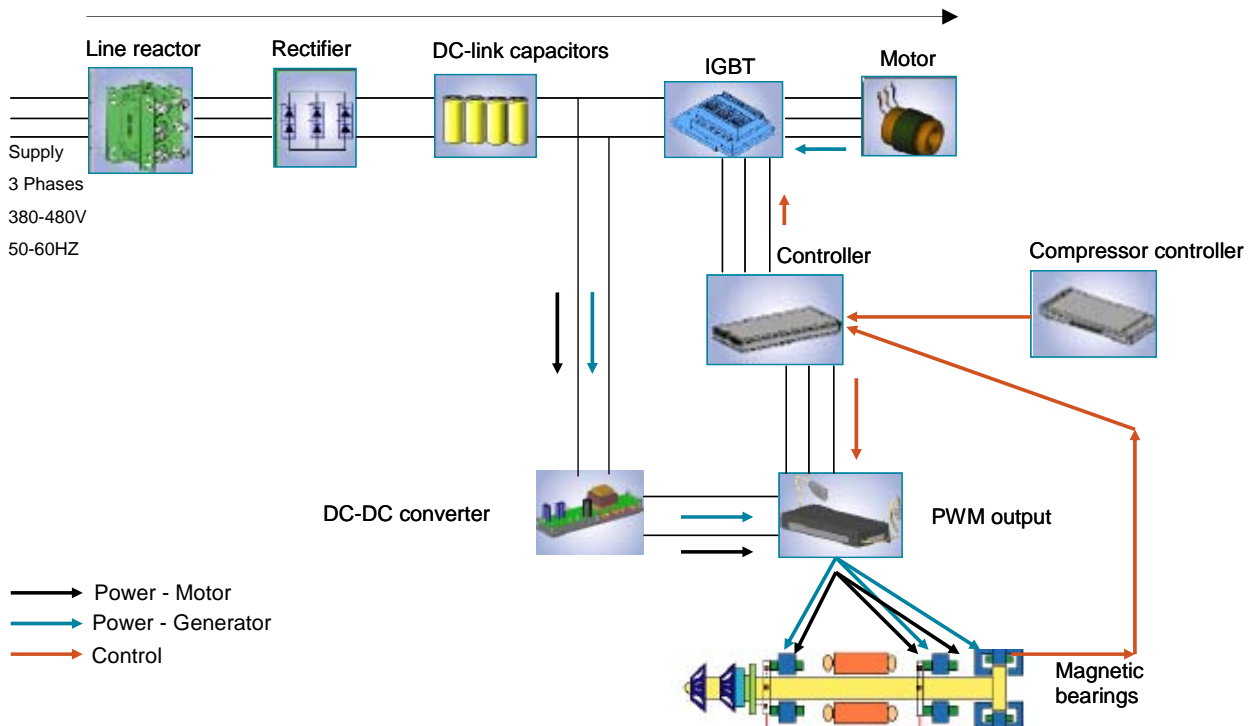 Line reactor
Rectifier
DC-link capacitors
IGBT
Motor
Supply
3 Phases
380-480V
50-60HZ
Controller
Compressor controller
DC-DC converter
PWM output
Power - Motor
Power - Generator
Control
Magnetic
bearings